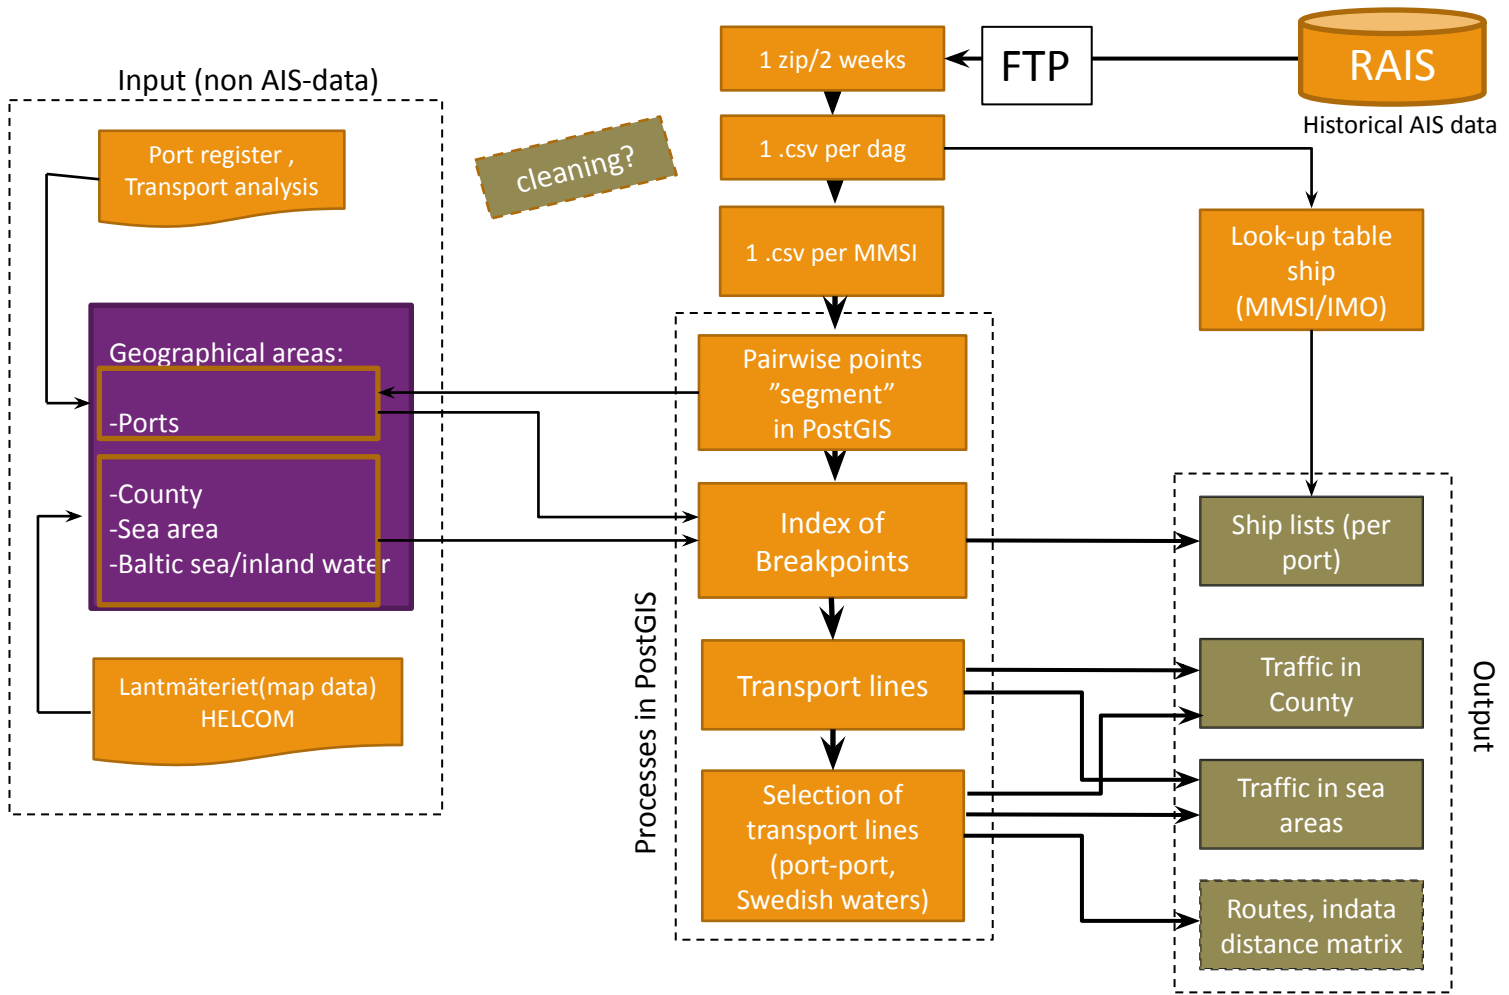 Input (non AIS-data)
Port register ,
Transport analysis
Geographical areas:
-Ports
-County
-Sea area
-Baltic sea/inland water
Lantmäteriet(map data)
HELCOM
cleaning?
1 zip/2 weeks
FTP
RAIS
Historical AIS data
1 .csv per dag
1 .csv per MMSI
Look-up table
ship
(MMSI/IMO)
Processes in PostGIS
Pairwise points
”segment”
in PostGIS
Index of
Breakpoints
Transport lines
Selection of
transport lines
(port-port,
Swedish waters)
Output
Ship lists (per
port)
Traffic in
County
Traffic in sea
areas
Routes, indata
distance matrix